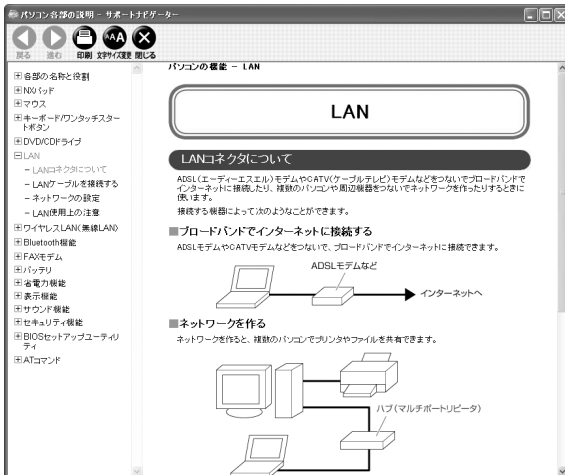 パソコン各部の説明 - サポートナビゲーター
戻る 進む 印刷 文字サイズ変更 閉じる
各部の名称と役割
NXパッド
マウス
キーボード/ワンタッチスター
トボタン
DVD/CDドライブ
LAN
- LANコネクタについて
- LANケーブルを接続する
- ネットワークの設定
- LAN使用上の注意
ワイヤレスLAN(無線LAN)
Bluetooth機能
FAXモデム
バッテリ
省電力機能
表示機能
サウンド機能
セキュリティ機能
BIOSセットアップユーティリ
ティ
ATコマンド
パソコンの機能 - LAN
LAN
LANコネクタについて
ADSL(エーディーエスエル)モデムやCATV(ケーブルテレビ)モデムなどをつないでブロードバンドで
インターネットに接続したり、複数のパソコンや周辺機器をつないでネットワークを作ったりするときに
使います。
接続する機器によって次のようなことができます。
■ブロードバンドでインターネットに接続する
ADSLモデムやCATVモデムなどをつないで、ブロードバンドでインターネットに接続できます。
ADSLモデムなど
インターネットへ
■ネットワークを作る
ネットワークを作ると、複数のパソコンでプリンタやファイルを共有できます。
ハブ(マルチポートリピータ)